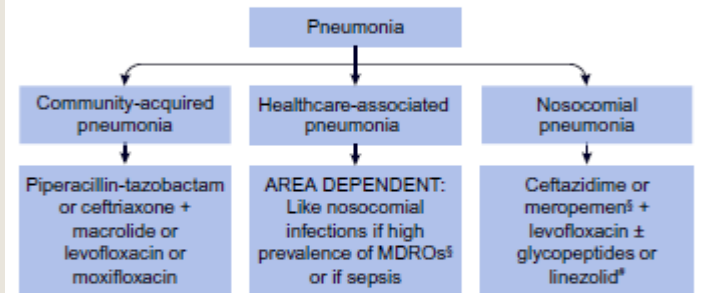 Pneumonia
Community-acquired
pneumonia
Healthcare-associated
pneumonia
Nosocomial
pneumonia
Piperacillin-tazobactam
or ceftriaxone +
macrolide or
levofloxacin or
moxifloxacin
AREA DEPENDENT:
Like nosocomial
infections if high
prevalence of MDROs§
or if sepsis
Ceftazidime or
meropemen§ +
levofloxacin ±
glycopeptides or
linezolid#